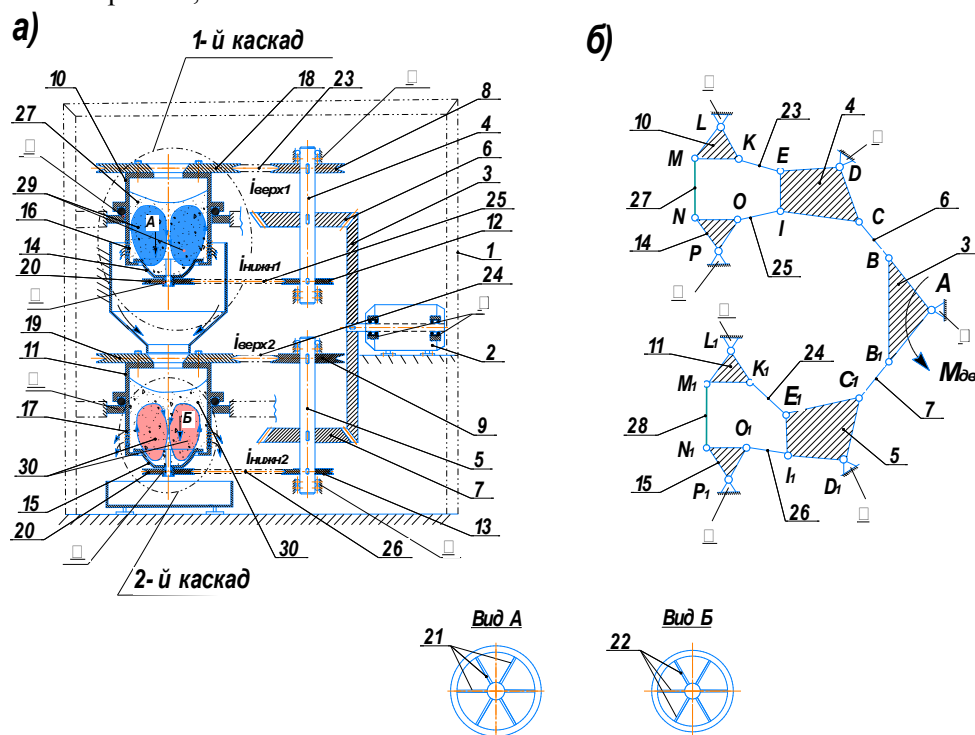 а)
1- й каскад
10
18
23
8
27
4
6
29
iверх1
3
16
А
25
12
14
iнижн1
1
20
24
19
iверх2
11
2
17
Б
9
30
5
15
iнижн2
7
20
30
26
13
2- й каскад
б)
23
4
10
L
K
E
D
M
27
O
I
C
6
N
14
P
25
B
3
A
11
L1
K1
24
B1
M1
E1
C1
Mдв
7
28
O1
N1
15
I1
5
P1
D1
26
Вид А
21
Вид Б
22